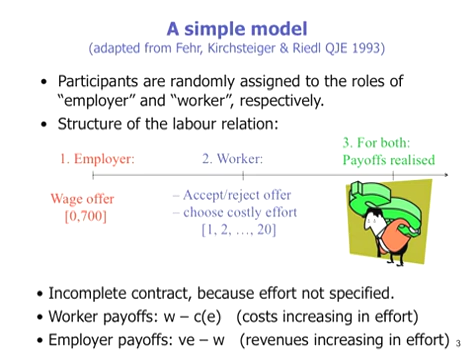 A simple model
(adapted from Fehr, Kirchsteiger & Riedl QJE 1993)
• Participants are randomly assigned to the roles of
“employer” and “worker”, respectively.
• Structure of the labour relation:
1. Employer:
Wage offer
[0,700]
2. Worker:
– Accept/reject offer
– choose costly effort
[1, 2, …, 20]
3. For both:
Payoffs realised
• Incomplete contract, because effort not specified.
• Worker payoffs: w – c(e) (costs increasing in effort)
• Employer payoffs: ve – w (revenues increasing in effort)
3